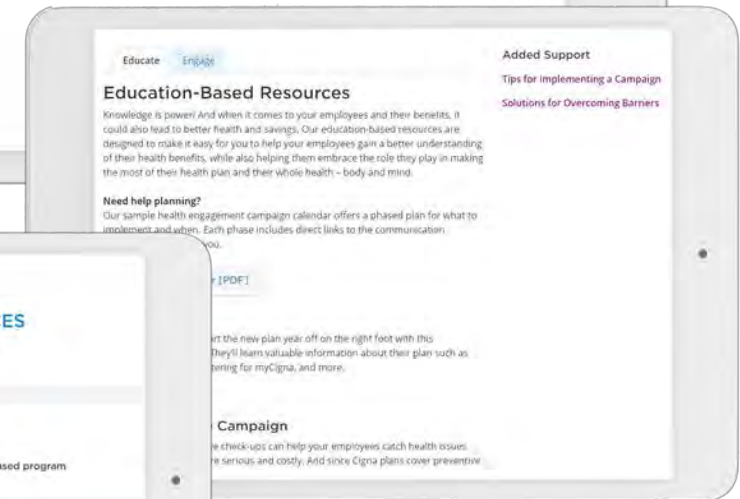 Educate Engage
Education-Based Resources
Knowledge is power! And when it comes to your employees and their benefits, it
could also lead to better health and savings. Our education-based resources are
designed to make it easy for you to help your employees gain a better understanding
of their health benefits, while also helping them embrace the role they play in making
the most of their health plan and their whole health – body and mind.
Need help planning?
Our sample health engagement campaign calendar offers a phased plan for what to
implement and when. Each phase includes direct links to the communication
you.
[PDF]
the new plan year off on the right foot with this
They'll learn valuable information about their plan such as
for myCigna, and more.
Campaign
check-ups can help your employees catch health issues
serious and costly. And since Cigna plans cover preventive
Added Support
Tips for Implementing a Campaign
Solutions for Overcoming Barriers
program